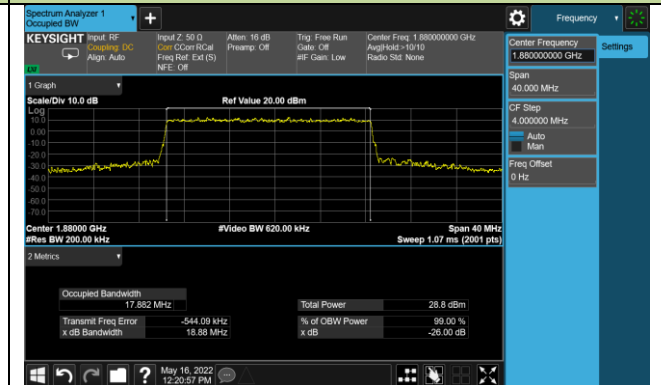 Spectrum Analyzer 1
Occupied BW
+
Frequency
KEYSIGHT
Input: RF
Coupling: DC
Align: Auto
Input Z: 50 Ω
Corr CCorr RCal
Freq Ref: Ext (S)
NFE: Off
Atten: 16 dB
Preamp: Off
Trig: Free Run
Gate: Off
#IF Gain: Low
Center Freq: 1.880000000 GHz
Avg|Hold:>10/10
Radio Std: None
Center Frequency
1.880000000 GHz
Settings
Span
40.000 MHz
CF Step
4.000000 MHz
Auto
Man
Freq Offset
0 Hz
LXI
1 Graph
Scale/Div 10.0 dB
Ref Value 20.00 dBm
Log
10.0
0.00
-10.0
-20.0
-30.0
-40.0
-50.0
-60.0
-70.0
Center 1.88000 GHz
#Video BW 620.00 kHz
Span 40 MHz
#Res BW 200.00 kHz
Sweep 1.07 ms (2001 pts)
2 Metrics
Occupied Bandwidth
17.882 MHz
Total Power
28.8 dBm
Transmit Freq Error
-544.09 kHz
% of OBW Power
99.00 %
x dB Bandwidth
18.88 MHz
x dB
-26.00 dB
?
May 16, 2022
12:20:57 PM